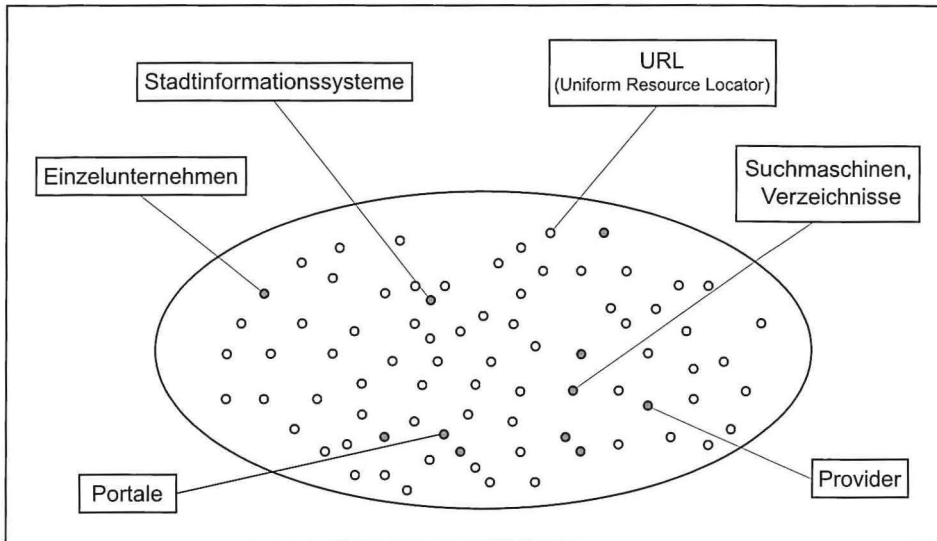 URL
(Uniform Resource Locator)
Stadtinformationssysteme
Einzelunternehmen
Suchmaschinen,
Verzeichnisse
Portale
Provider